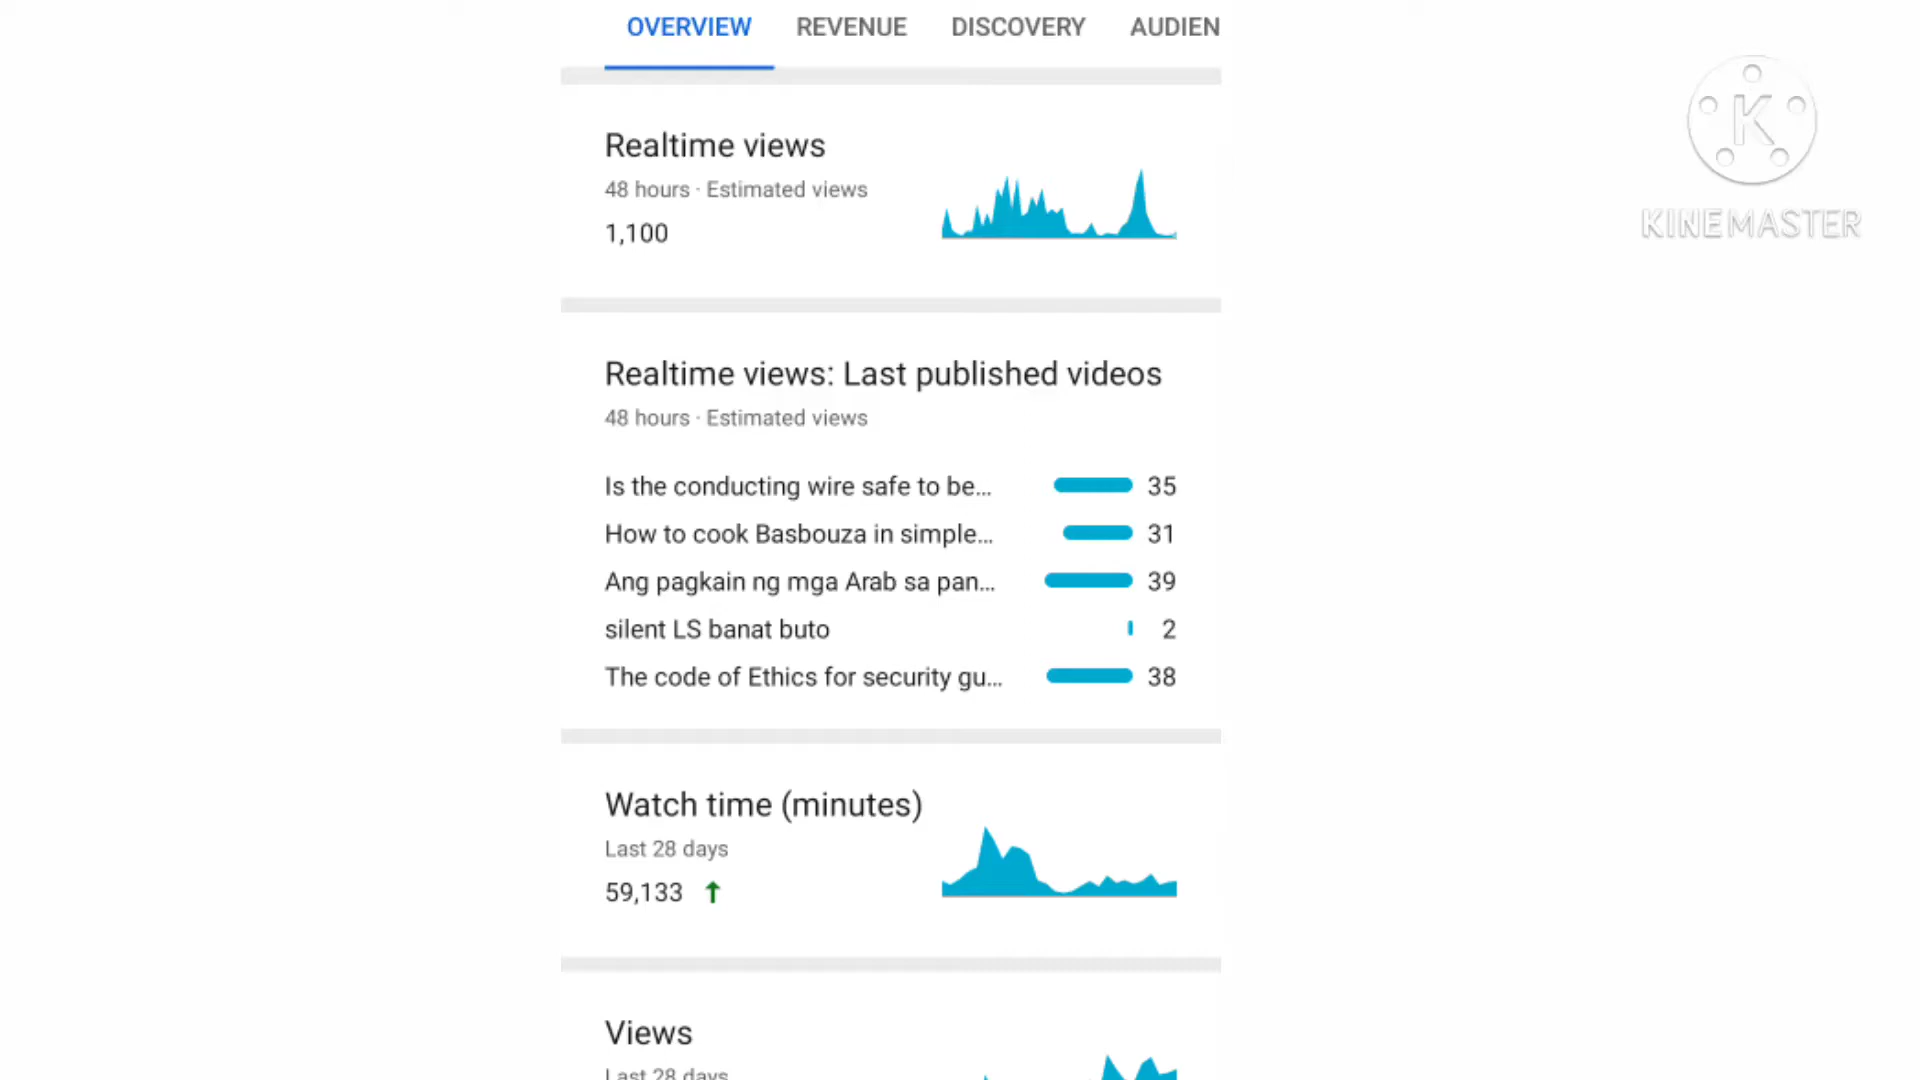 OVERVIEW REVENUE DISCOVERY AUDIEN
K
KINEMASTER
Realtime views
48 hours · Estimated views
1,100
Realtime views: Last published videos
48 hours · Estimated views
Is the conducting wire safe to be... 35
How to cook Basbouza in simple... 31
Ang pagkain ng mga Arab sa pan... 39
silent LS banat buto 2
The code of Ethics for security gu... 38
Watch time (minutes)
Last 28 days
59,133
Views
Last 28 days